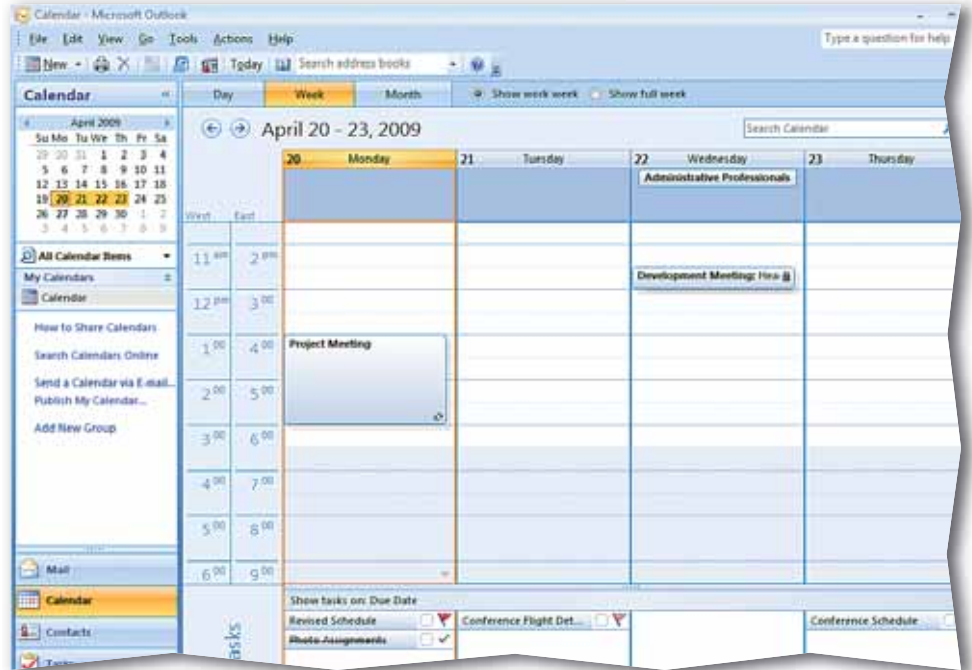 Calendar - Microsoft Outlook
File Edit View Go Tools Actions Help
Type a question for help
New Today Search address books
Calendar
Day Week Month Show work week Show full week
April 2009
Su Mo Tu We Th Fr Sa
29 30 31 1 2 3 4
5 6 7 8 9 10 11
12 13 14 15 16 17 18
19 20 21 22 23 24 25
26 27 28 29 30 1 2
3 4 5 6 7 8 9
All Calendar Items
My Calendars
Calendar
How to Share Calendars
Search Calendars Online
Send a Calendar via E-mail...
Publish My Calendar...
Add New Group
Mail
Calendar
Contacts
Tasks
April 20 - 23, 2009
Search Calendar
20 Monday
21 Tuesday
22 Wednesday
23 Thursday
Administrative Professionals
West East
11 am 2 pm
Development Meeting: Hea
12 pm 3 00
1 00 4 00
Project Meeting
2 00 5 00
3 00 6 00
4 00 7 00
5 00 8 00
6 00 9 00
Show tasks on: Due Date
Revised Schedule
Conference Flight Det...
Conference Schedule
Photo Assignments
asks